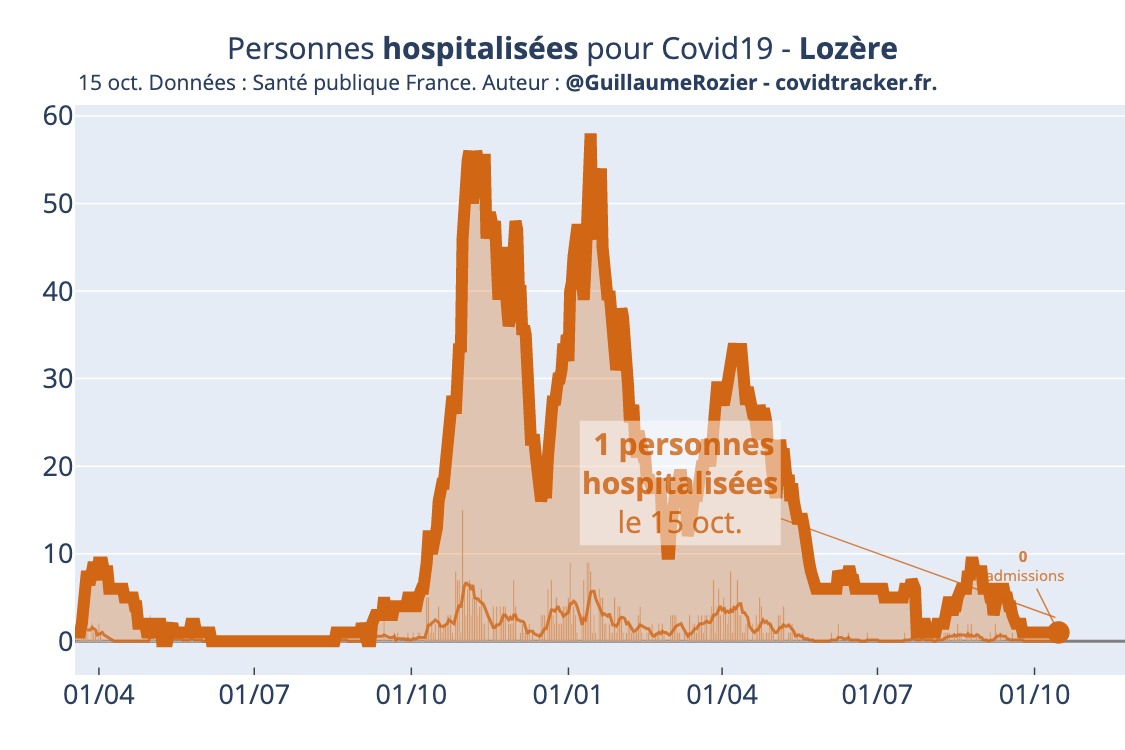 Personnes hospitalisées pour Covid19 - Lozère
15 oct. Données : Santé publique France. Auteur : @GuillaumeRozier - covidtracker.fr.
60
50
40
30
20
10
0
1 personnes
hospitalisées
le 15 oct.
0
admissions
01/04 01/07 01/10 01/01 01/04 01/07 01/10